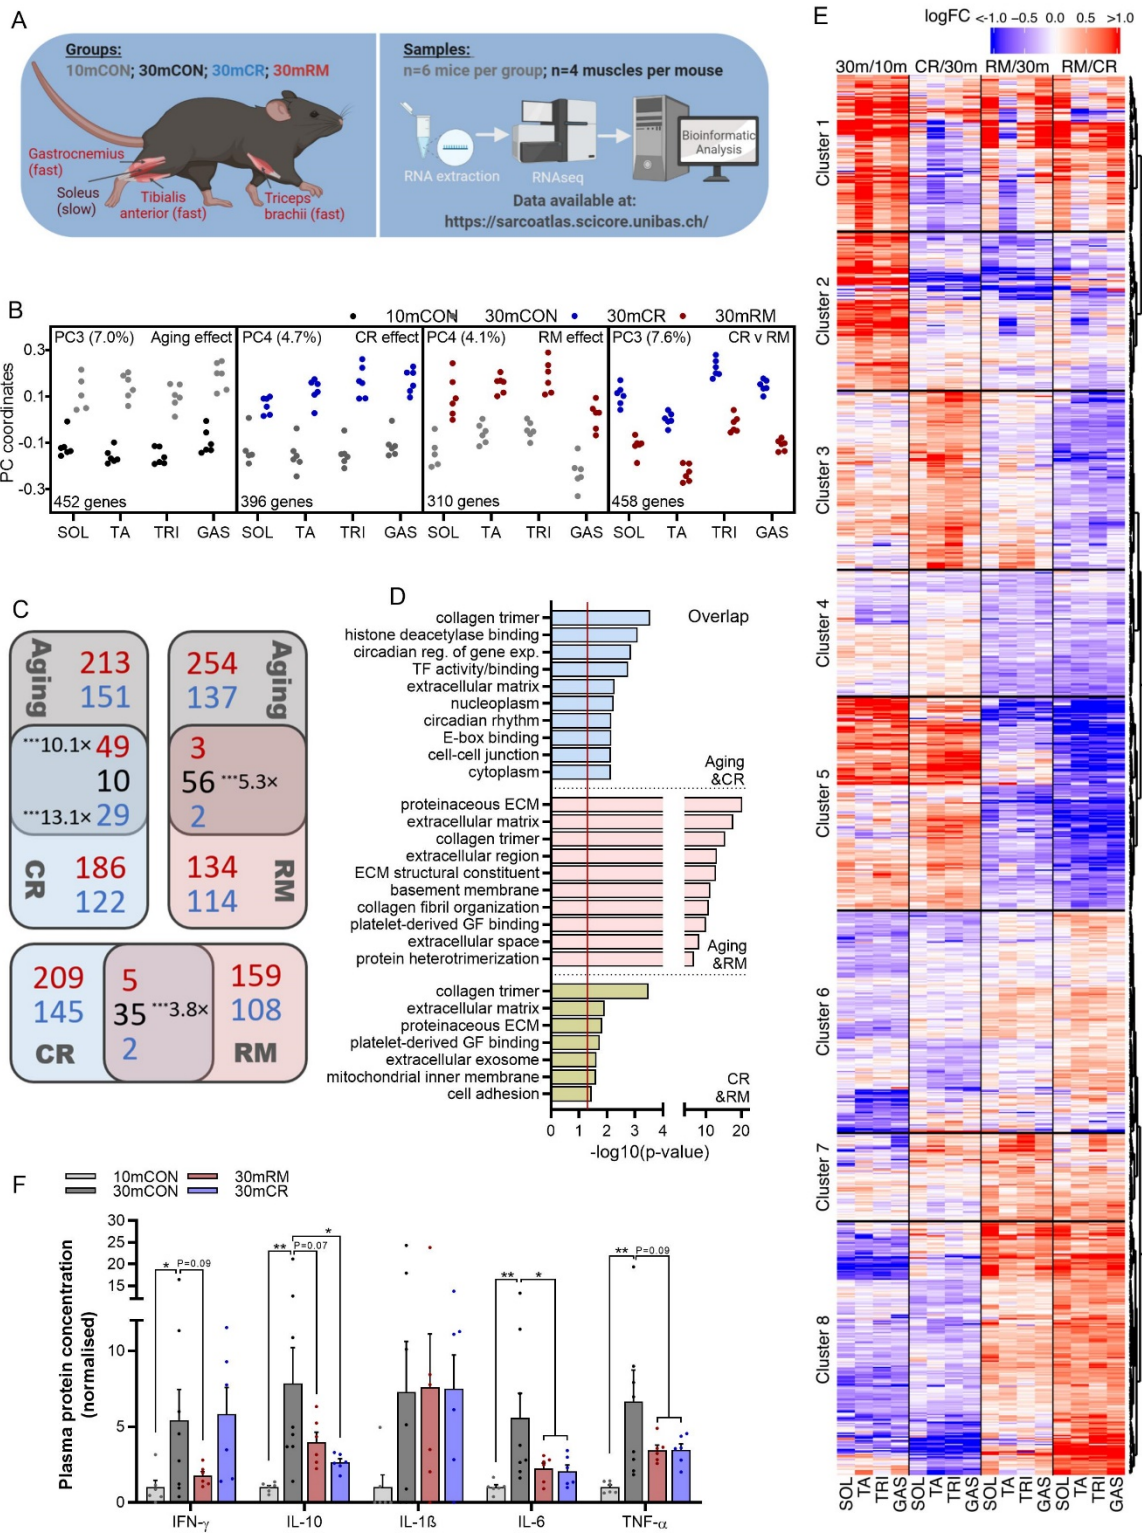 A
Groups:
10mCON; 30mCON; 30mCR; 30mRM
Gastrocnemius
(fast)
Soleus
(slow)
Tibialis
anterior (fast)
Triceps
brachii (fast)
Samples:
n=6 mice per group; n=4 muscles per mouse
RNA extraction
RNAseq
Bioinformatic
Analysis
Data available at:
https://sarcoatlas.scicore.unibas.ch/
B
10mCON
30mCON
30mCR
30mRM
PC3 (7.0%) Aging effect
PC4 (4.7%) CR effect
PC4 (4.1%) RM effect
PC3 (7.6%) CR v RM
PC coordinates
0.3
0.1
-0.1
-0.3
452 genes
396 genes
310 genes
458 genes
SOL TA TRI GAS SOL TA TRI GAS SOL TA TRI GAS SOL TA TRI GAS
C
Aging
213
151
***10.1× 49
10
***13.1× 29
186
122
CR
Aging
254
137
3
56 ***5.3×
2
134
114
RM
209
145
CR
5
35 ***3.8×
2
159
108
RM
D
collagen trimer
histone deacetylase binding
circadian reg. of gene exp.
TF activity/binding
extracellular matrix
nucleoplasm
circadian rhythm
E-box binding
cell-cell junction
cytoplasm
Overlap
Aging
&CR
proteinaceous ECM
extracellular matrix
collagen trimer
extracellular region
ECM structural constituent
basement membrane
collagen fibril organization
platelet-derived GF binding
extracellular space
protein heterotrimerization
Aging
&RM
collagen trimer
extracellular matrix
proteinaceous ECM
platelet-derived GF binding
extracellular exosome
mitochondrial inner membrane
cell adhesion
CR
&RM
0 1 2 3 4 10 20
-log10(p-value)
E
logFC <-1.0 -0.5 0.0 0.5 >1.0
30m/10m CR/30m RM/30m RM/CR
Cluster 1
Cluster 2
Cluster 3
Cluster 4
Cluster 5
Cluster 6
Cluster 7
Cluster 8
SOL TA TRI GAS SOL TA TRI GAS SOL TA TRI GAS SOL TA TRI GAS
F
10mCON
30mCON
30mRM
30mCR
Plasma protein concentration
(normalised)
30
25
20
15
10
5
0
* P=0.09
** P=0.07 *
** *
** P=0.09
IFN-γ IL-10 IL-1ß IL-6 TNF-α